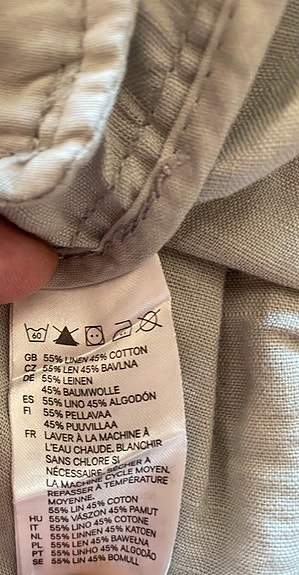 60
GB 55% LINEN 45% COTTON
CZ 55% LEN 45% BAVLNA
DE 55% LEINEN
45% BAUMWOLLE
ES 55% LINO 45% ALGODÓN
FI 55% PELLAVAA
45% PUUVILLAA
FR LAVER À LA MACHINE À
L'EAU CHAUDE. BLANCHIR
SANS CHLORE SI
NÉCESSAIRE. SÉCHER À
LA MACHINE CYCLE MOYEN.
REPASSER À TEMPÉRATURE
MOYENNE.
55% LIN 45% COTON
HU 55% VÁSZON 45% PAMUT
IT 55% LINO 45% COTONE
NL 55% LINNEN 45% KATOEN
PL 55% LEN 45% BAWEŁNA
PT 55% LINHO 45% ALGODÃO
SE 55% LIN 45% BOMULL